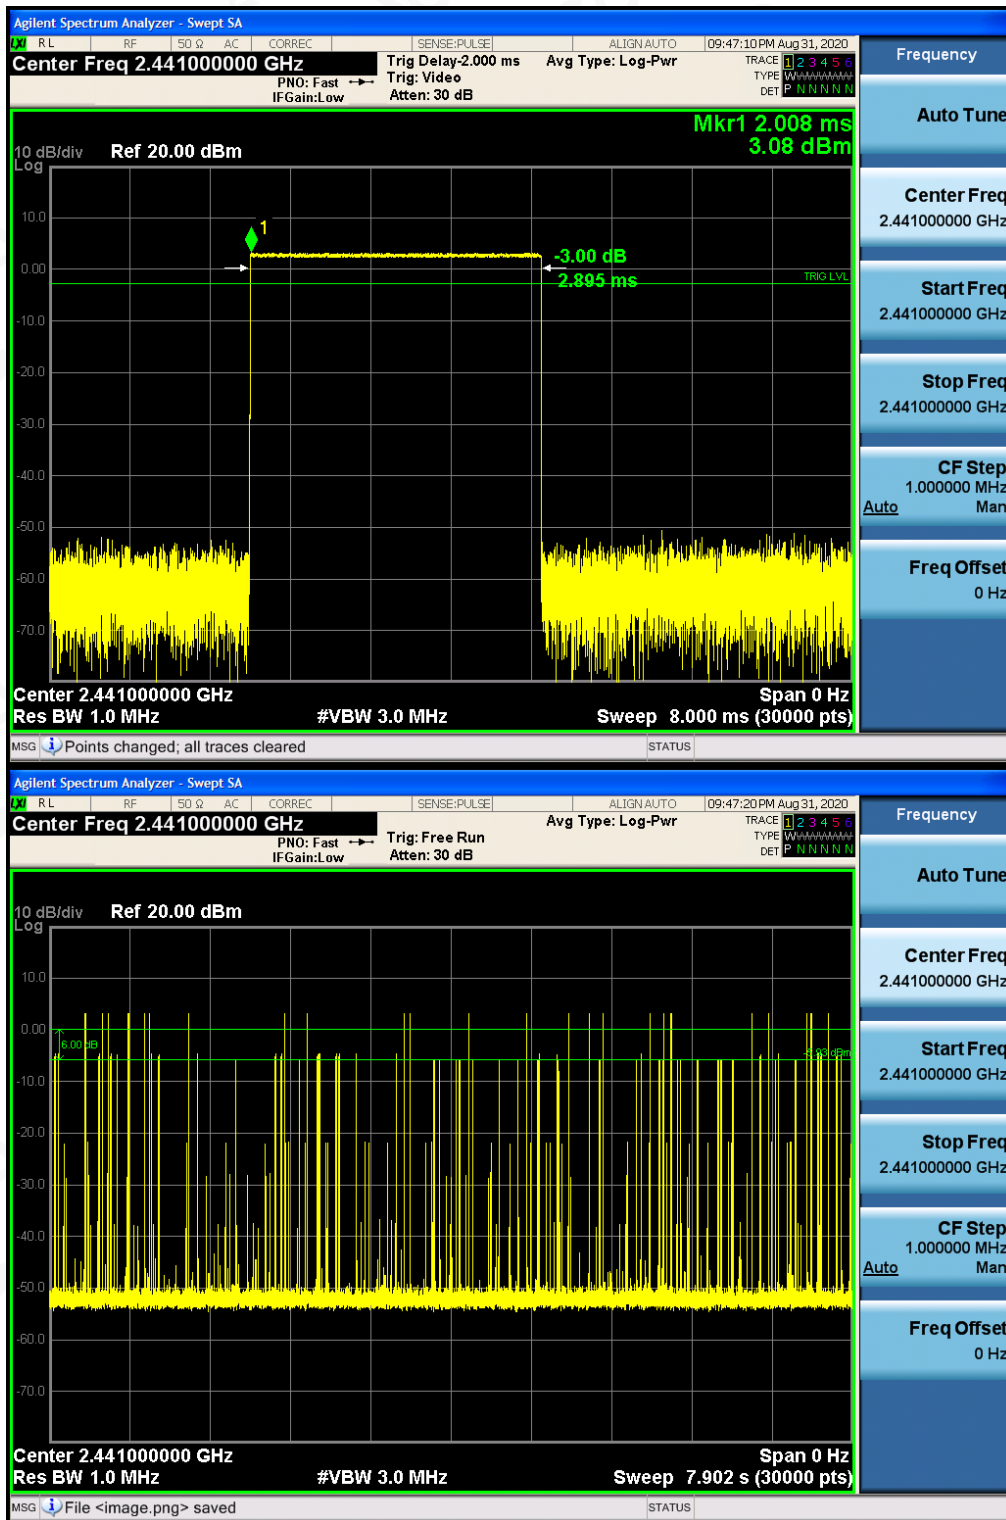 Agilent Spectrum Analyzer - Swept SA
LXI RL RF 50 Ω AC CORREC SENSE:PULSE ALIGN AUTO 09:47:10 PM Aug 31, 2020
Center Freq 2.441000000 GHz Trig Delay-2.000 ms Avg Type: Log-Pwr TRACE 1 2 3 4 5 6
PNO: Fast Trig: Video TYPE WWWWWW
IFGain:Low Atten: 30 dB DET P N N N N N
Mkr1 2.008 ms
3.08 dBm
10 dB/div Ref 20.00 dBm
Log
10.0
1
-3.00 dB
0.00
2.895 ms
TRIG LVL
-10.0
-20.0
-30.0
-40.0
-50.0
-60.0
-70.0
Center 2.441000000 GHz Span 0 Hz
Res BW 1.0 MHz #VBW 3.0 MHz Sweep 8.000 ms (30000 pts)
MSG Points changed; all traces cleared STATUS
Frequency
Auto Tune
Center Freq
2.441000000 GHz
Start Freq
2.441000000 GHz
Stop Freq
2.441000000 GHz
CF Step
1.000000 MHz
Auto Man
Freq Offset
0 Hz
Agilent Spectrum Analyzer - Swept SA
LXI RL RF 50 Ω AC CORREC SENSE:PULSE ALIGN AUTO 09:47:20 PM Aug 31, 2020
Center Freq 2.441000000 GHz Avg Type: Log-Pwr TRACE 1 2 3 4 5 6
PNO: Fast Trig: Free Run TYPE WWWWWW
IFGain:Low Atten: 30 dB DET P N N N N N
10 dB/div Ref 20.00 dBm
Log
10.0
0.00
6.00 dB
-5.93 dBm
-10.0
-20.0
-30.0
-40.0
-50.0
-60.0
-70.0
Center 2.441000000 GHz Span 0 Hz
Res BW 1.0 MHz #VBW 3.0 MHz Sweep 7.902 s (30000 pts)
MSG File <image.png> saved STATUS
Frequency
Auto Tune
Center Freq
2.441000000 GHz
Start Freq
2.441000000 GHz
Stop Freq
2.441000000 GHz
CF Step
1.000000 MHz
Auto Man
Freq Offset
0 Hz